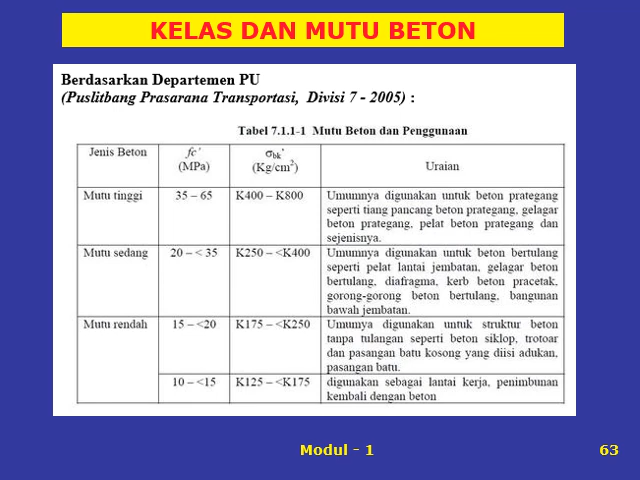 KELAS DAN MUTU BETON
Berdasarkan Departemen PU
(Puslitbang Prasarana Transportasi, Divisi 7 - 2005) :
Tabel 7.1.1-1 Mutu Beton dan Penggunaan
Jenis Beton
fc'
(MPa)
σbk'
(Kg/cm²)
Uraian
Mutu tinggi
35 – 65
K400 – K800
Umumnya digunakan untuk beton prategang
seperti tiang pancang beton prategang, gelagar
beton prategang, pelat beton prategang dan
sejenisnya.
Mutu sedang
20 – < 35
K250 – <K400
Umumnya digunakan untuk beton bertulang
seperti pelat lantai jembatan, gelagar beton
bertulang, diafragma, kerb beton pracetak,
gorong-gorong beton bertulang, bangunan
bawah jembatan.
Mutu rendah
15 – <20
K175 – <K250
Umumya digunakan untuk struktur beton
tanpa tulangan seperti beton siklop, trotoar
dan pasangan batu kosong yang diisi adukan,
pasangan batu.
10 – <15
K125 – <K175
digunakan sebagai lantai kerja, penimbunan
kembali dengan beton
Modul - 1
63